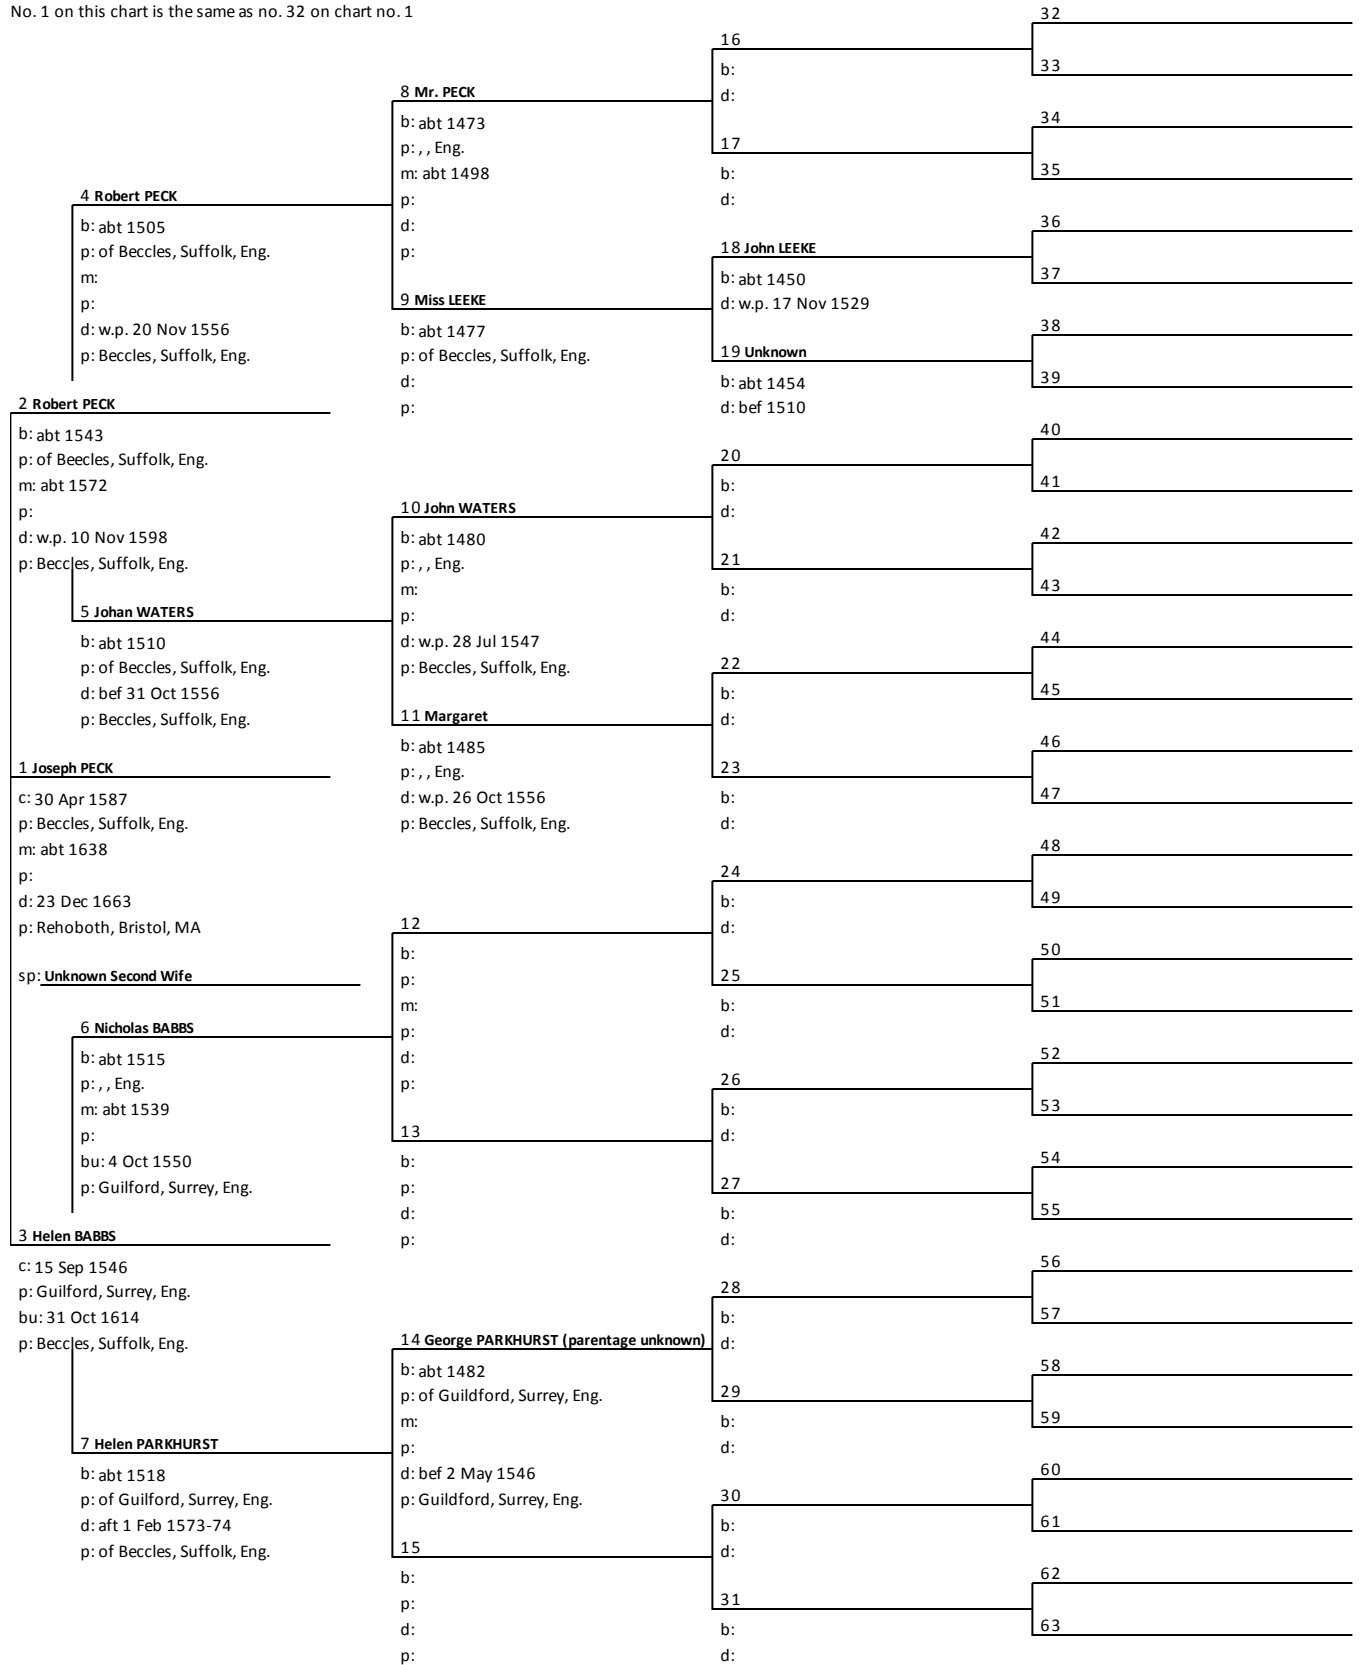 No. 1 on this chart is the same as no. 32 on chart no. 1
2 Robert PECK
b: abt 1543
p: of Beecles, Suffolk, Eng.
m: abt 1572
p:
d: w.p. 10 Nov 1598
p: Beccles, Suffolk, Eng.
1 Joseph PECK
c: 30 Apr 1587
p: Beccles, Suffolk, Eng.
m: abt 1638
p:
d: 23 Dec 1663
p: Rehoboth, Bristol, MA
sp: Unknown Second Wife
3 Helen BABBS
c: 15 Sep 1546
p: Guilford, Surrey, Eng.
bu: 31 Oct 1614
p: Beccles, Suffolk, Eng.
4 Robert PECK
b: abt 1505
p: of Beccles, Suffolk, Eng.
m:
p:
d: w.p. 20 Nov 1556
p: Beccles, Suffolk, Eng.
5 Johan WATERS
b: abt 1510
p: of Beccles, Suffolk, Eng.
d: bef 31 Oct 1556
p: Beccles, Suffolk, Eng.
6 Nicholas BABBS
b: abt 1515
p: , , Eng.
m: abt 1539
p:
bu: 4 Oct 1550
p: Guilford, Surrey, Eng.
7 Helen PARKHURST
b: abt 1518
p: of Guilford, Surrey, Eng.
d: aft 1 Feb 1573-74
p: of Beccles, Suffolk, Eng.
8 Mr. PECK
b: abt 1473
p: , , Eng.
m: abt 1498
p:
d:
p:
9 Miss LEEKE
b: abt 1477
p: of Beccles, Suffolk, Eng.
d:
p:
10 John WATERS
b: abt 1480
p: , , Eng.
m:
p:
d: w.p. 28 Jul 1547
p: Beccles, Suffolk, Eng.
11 Margaret
b: abt 1485
p: , , Eng.
d: w.p. 26 Oct 1556
p: Beccles, Suffolk, Eng.
12
b:
p:
m:
p:
d:
p:
13
b:
p:
d:
p:
14 George PARKHURST (parentage unknown)
b: abt 1482
p: of Guildford, Surrey, Eng.
m:
p:
d: bef 2 May 1546
p: Guildford, Surrey, Eng.
15
b:
p:
d:
p:
16
b:
d:
17
b:
d:
18 John LEEKE
b: abt 1450
d: w.p. 17 Nov 1529
19 Unknown
b: abt 1454
d: bef 1510
20
b:
d:
21
b:
d:
22
b:
d:
23
b:
d:
24
b:
d:
25
b:
d:
26
b:
d:
27
b:
d:
28
b:
d:
29
b:
d:
30
b:
d:
31
b:
d:
32
33
34
35
36
37
38
39
40
41
42
43
44
45
46
47
48
49
50
51
52
53
54
55
56
57
58
59
60
61
62
63